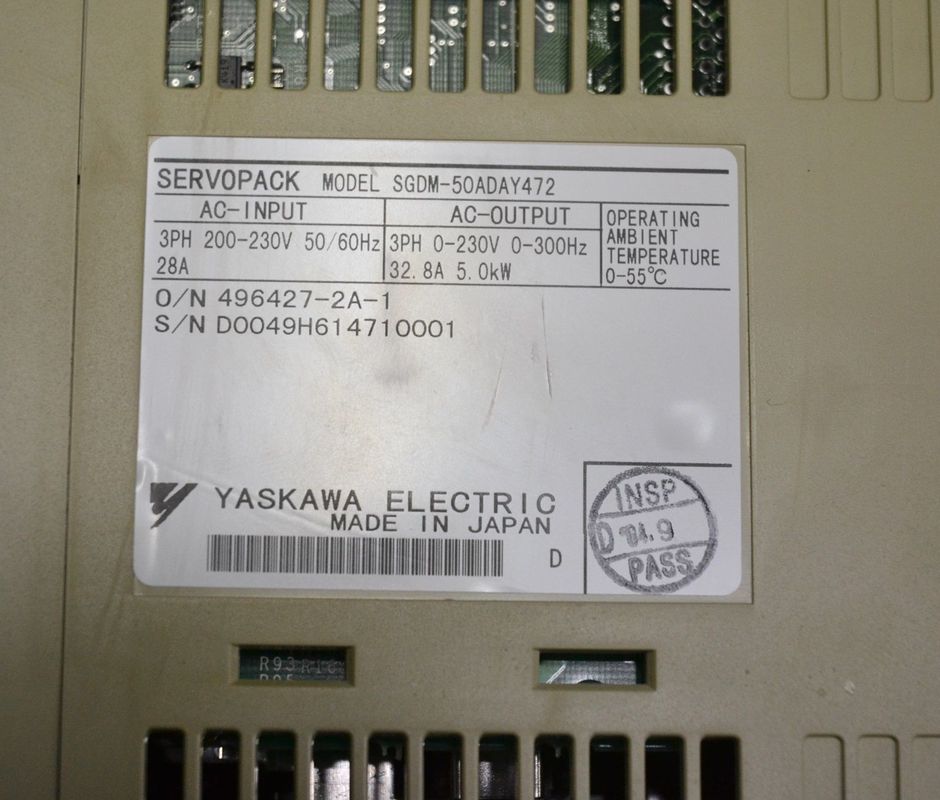 SERVOPACK MODEL SGDM-50ADAY472
AC-INPUT
3PH 200-230V 50/60Hz
28A
AC-OUTPUT
3PH 0-230V 0-300Hz
32.8A 5.0kW
OPERATING
AMBIENT
TEMPERATURE
0-55℃
O/N 496427-2A-1
S/N D0049H614710001
YASKAWA ELECTRIC
MADE IN JAPAN
D
INSP
D '04.9
PASS
R93